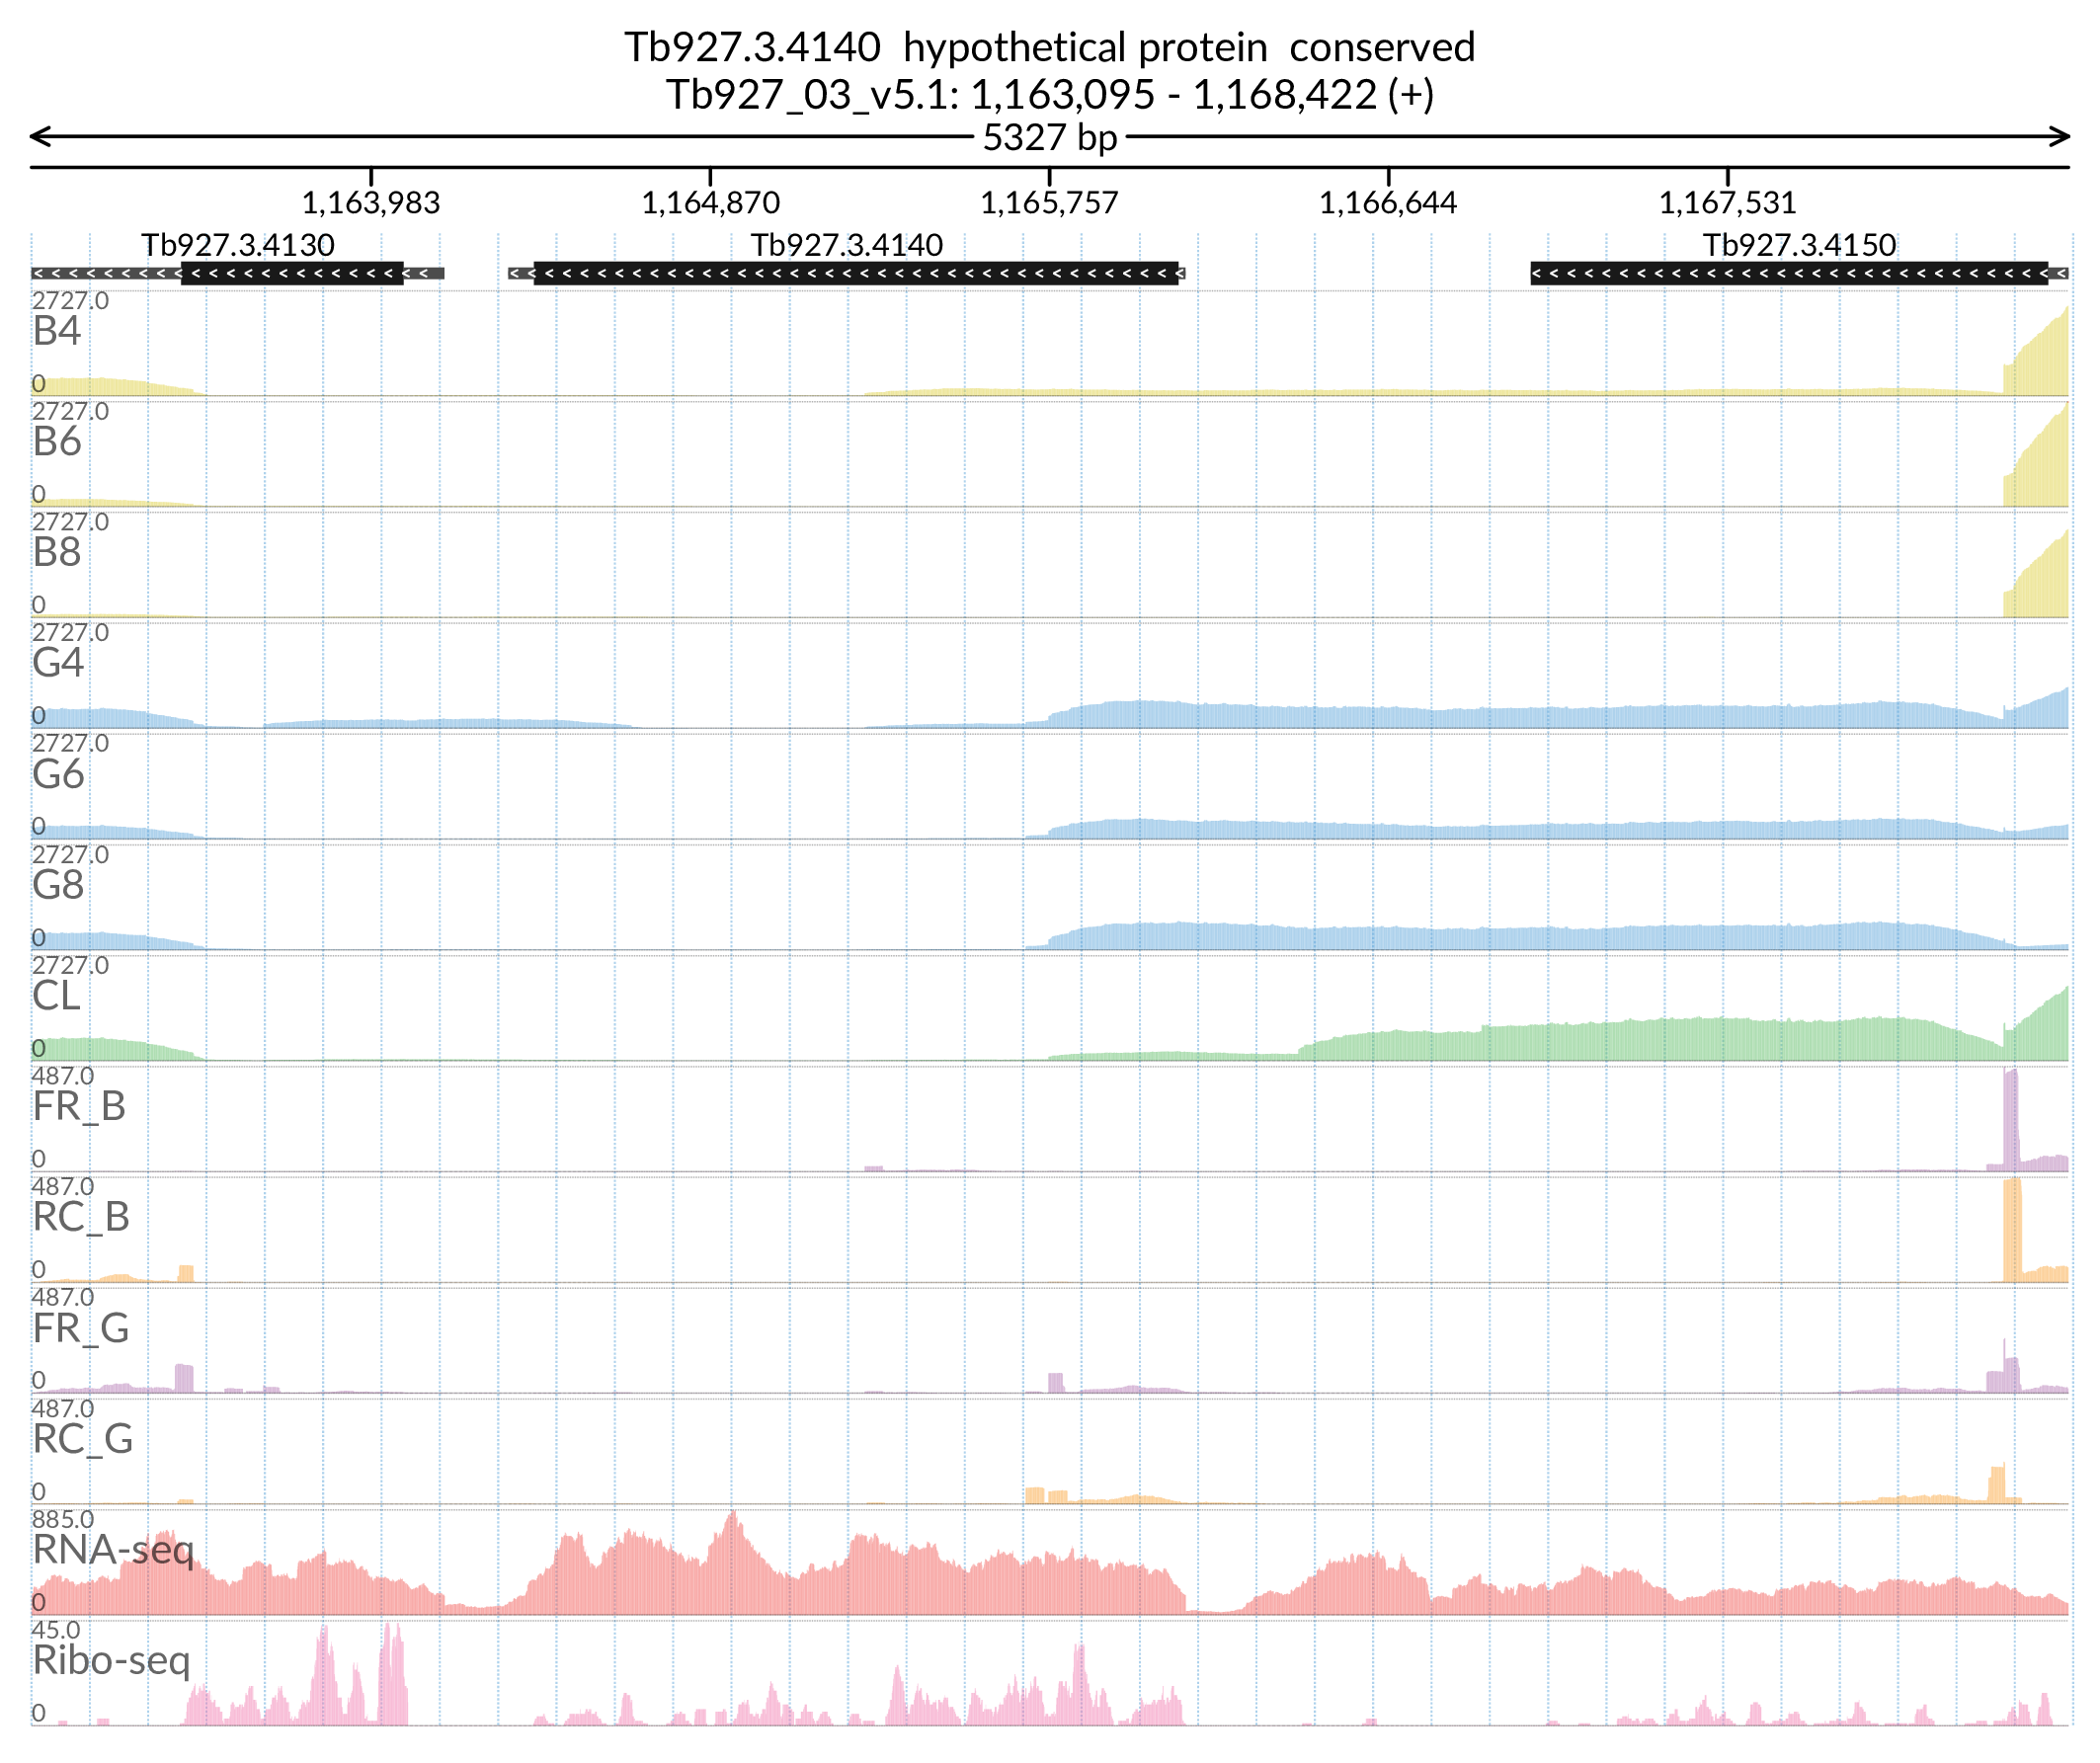 Tb927.3.4140 hypothetical protein conserved
Tb927_03_v5.1: 1,163,095 - 1,168,422 (+)
5327 bp
1,163,983 1,164,870 1,165,757 1,166,644 1,167,531
Tb927.3.4130 Tb927.3.4140 Tb927.3.4150
2727.0
B4
0
2727.0
B6
0
2727.0
B8
0
2727.0
G4
0
2727.0
G6
0
2727.0
G8
0
2727.0
CL
0
487.0
FR_B
0
487.0
RC_B
0
487.0
FR_G
0
487.0
RC_G
0
885.0
RNA-seq
0
45.0
Ribo-seq
0